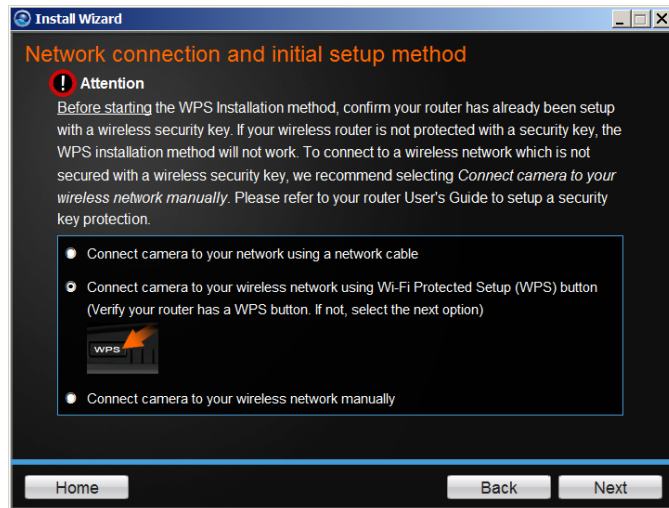 Install Wizard
Network connection and initial setup method
! Attention
Before starting the WPS Installation method, confirm your router has already been setup
with a wireless security key. If your wireless router is not protected with a security key, the
WPS installation method will not work. To connect to a wireless network which is not
secured with a wireless security key, we recommend selecting Connect camera to your
wireless network manually. Please refer to your router User's Guide to setup a security
key protection.
Connect camera to your network using a network cable
Connect camera to your wireless network using Wi-Fi Protected Setup (WPS) button
(Verify your router has a WPS button. If not, select the next option)
WPS
Connect camera to your wireless network manually
Home
Back
Next